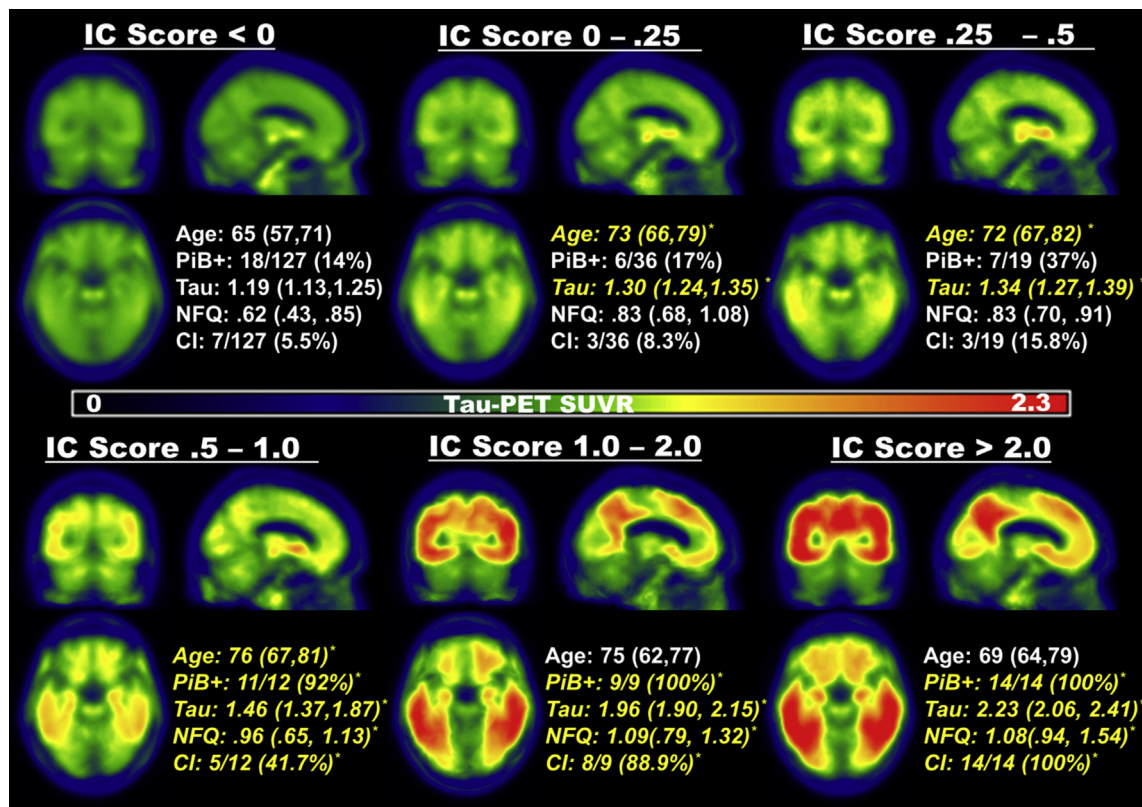 IC Score < 0
IC Score 0 – .25
IC Score .25 – .5
Age: 65 (57,71)
PiB+: 18/127 (14%)
Tau: 1.19 (1.13,1.25)
NFQ: .62 (.43, .85)
CI: 7/127 (5.5%)
Age: 73 (66,79)*
PiB+: 6/36 (17%)
Tau: 1.30 (1.24,1.35)*
NFQ: .83 (.68, 1.08)
CI: 3/36 (8.3%)
Age: 72 (67,82)*
PiB+: 7/19 (37%)
Tau: 1.34 (1.27,1.39)*
NFQ: .83 (.70, .91)
CI: 3/19 (15.8%)
0 Tau-PET SUVR 2.3
IC Score .5 – 1.0
IC Score 1.0 – 2.0
IC Score > 2.0
Age: 76 (67,81)*
PiB+: 11/12 (92%)*
Tau: 1.46 (1.37,1.87)*
NFQ: .96 (.65, 1.13)*
CI: 5/12 (41.7%)*
Age: 75 (62,77)
PiB+: 9/9 (100%)*
Tau: 1.96 (1.90, 2.15)*
NFQ: 1.09(.79, 1.32)*
CI: 8/9 (88.9%)*
Age: 69 (64,79)
PiB+: 14/14 (100%)*
Tau: 2.23 (2.06, 2.41)*
NFQ: 1.08(.94, 1.54)*
CI: 14/14 (100%)*